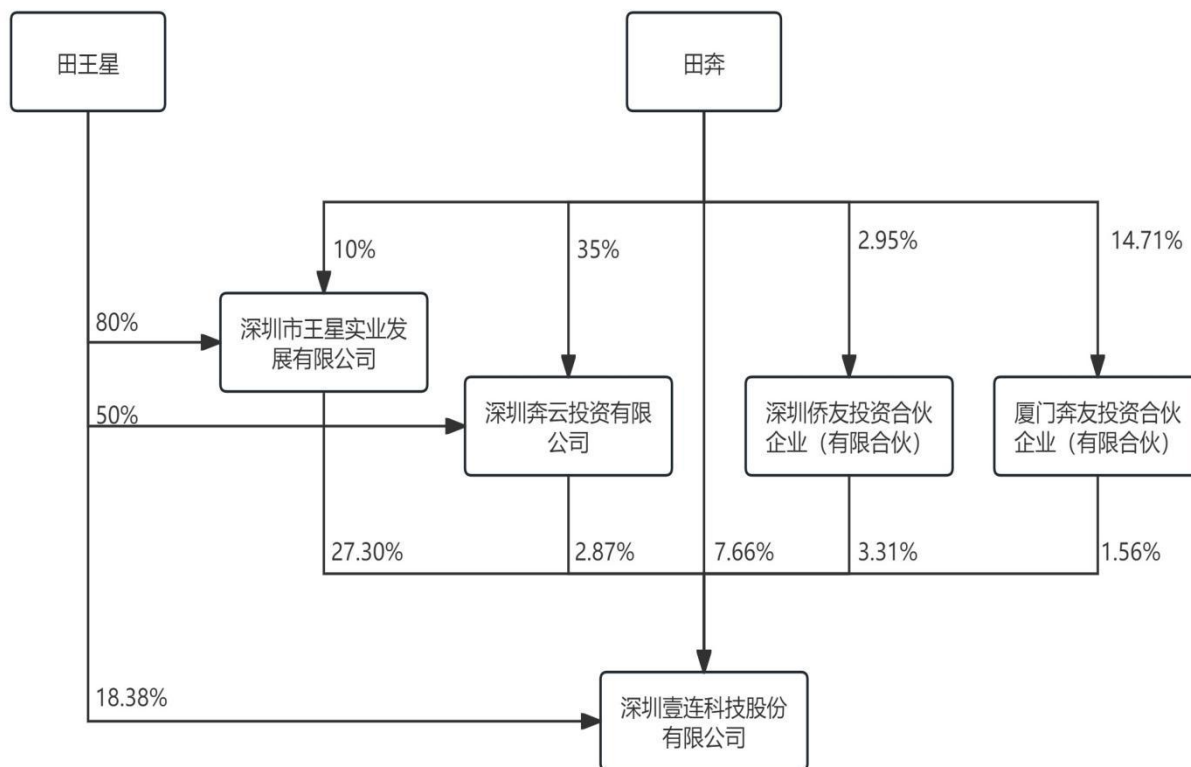 田王星
田奔
10%
35%
2.95%
14.71%
80%
深圳市王星实业发
展有限公司
50%
深圳奔云投资有限
公司
深圳侨友投资合伙
企业（有限合伙）
厦门奔友投资合伙
企业（有限合伙）
27.30%
2.87%
7.66%
3.31%
1.56%
18.38%
深圳壹连科技股份
有限公司